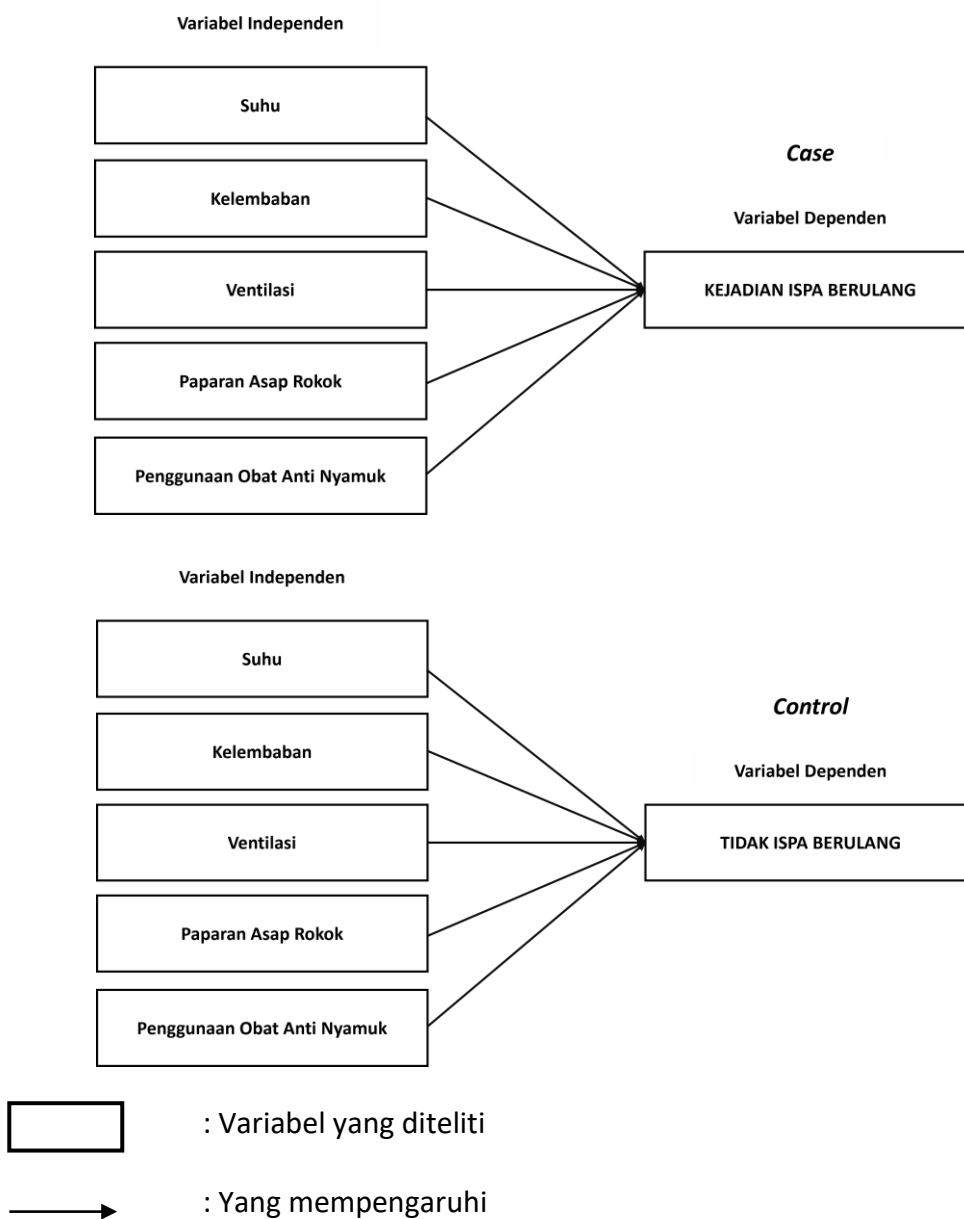 Variabel Independen
Suhu
Kelembaban
Ventilasi
Paparan Asap Rokok
Penggunaan Obat Anti Nyamuk
Case
Variabel Dependen
KEJADIAN ISPA BERULANG
Variabel Independen
Suhu
Kelembaban
Ventilasi
Paparan Asap Rokok
Penggunaan Obat Anti Nyamuk
Control
Variabel Dependen
TIDAK ISPA BERULANG
: Variabel yang diteliti
: Yang mempengaruhi